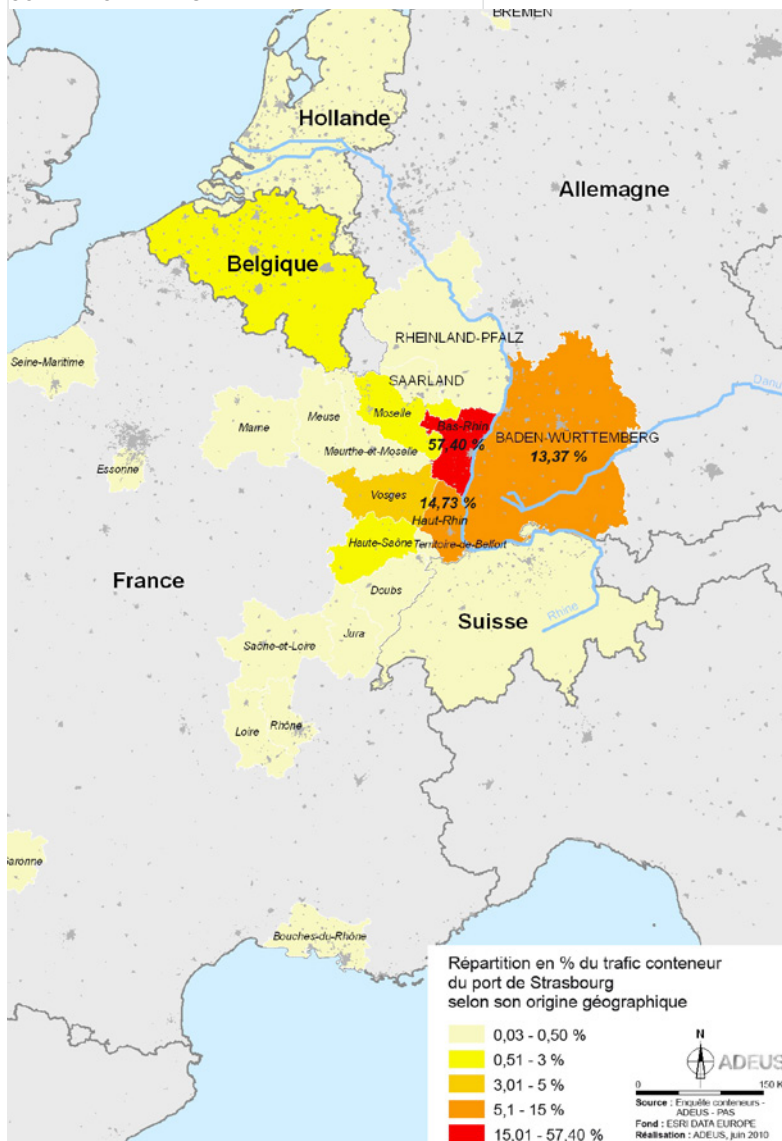 BREMEN
Hollande
Allemagne
Belgique
RHEINLAND-PFALZ
Seine-Maritime
SAARLAND
Moselle
Meuse
Marne
Bas-Rhin
57,40 %
BADEN-WÜRTTEMBERG
13,37 %
Meurthe-et-Moselle
Essonne
Vosges
14,73 %
Haut-Rhin
Haute-Saône
Territoire-de-Belfort
France
Doubs
Rhine
Suisse
Jura
Saône-et-Loire
Loire
Rhône
Bouches-du-Rhône
Répartition en % du trafic conteneur
du port de Strasbourg
selon son origine géographique
0,03 - 0,50 %
0,51 - 3 %
3,01 - 5 %
5,1 - 15 %
15,01 - 57,40 %
N
ADEUS
0 150 K
Source : Enquête conteneurs -
ADEUS - PAS
Fond : ESRI DATA EUROPE
Réalisation : ADEUS, juin 2010